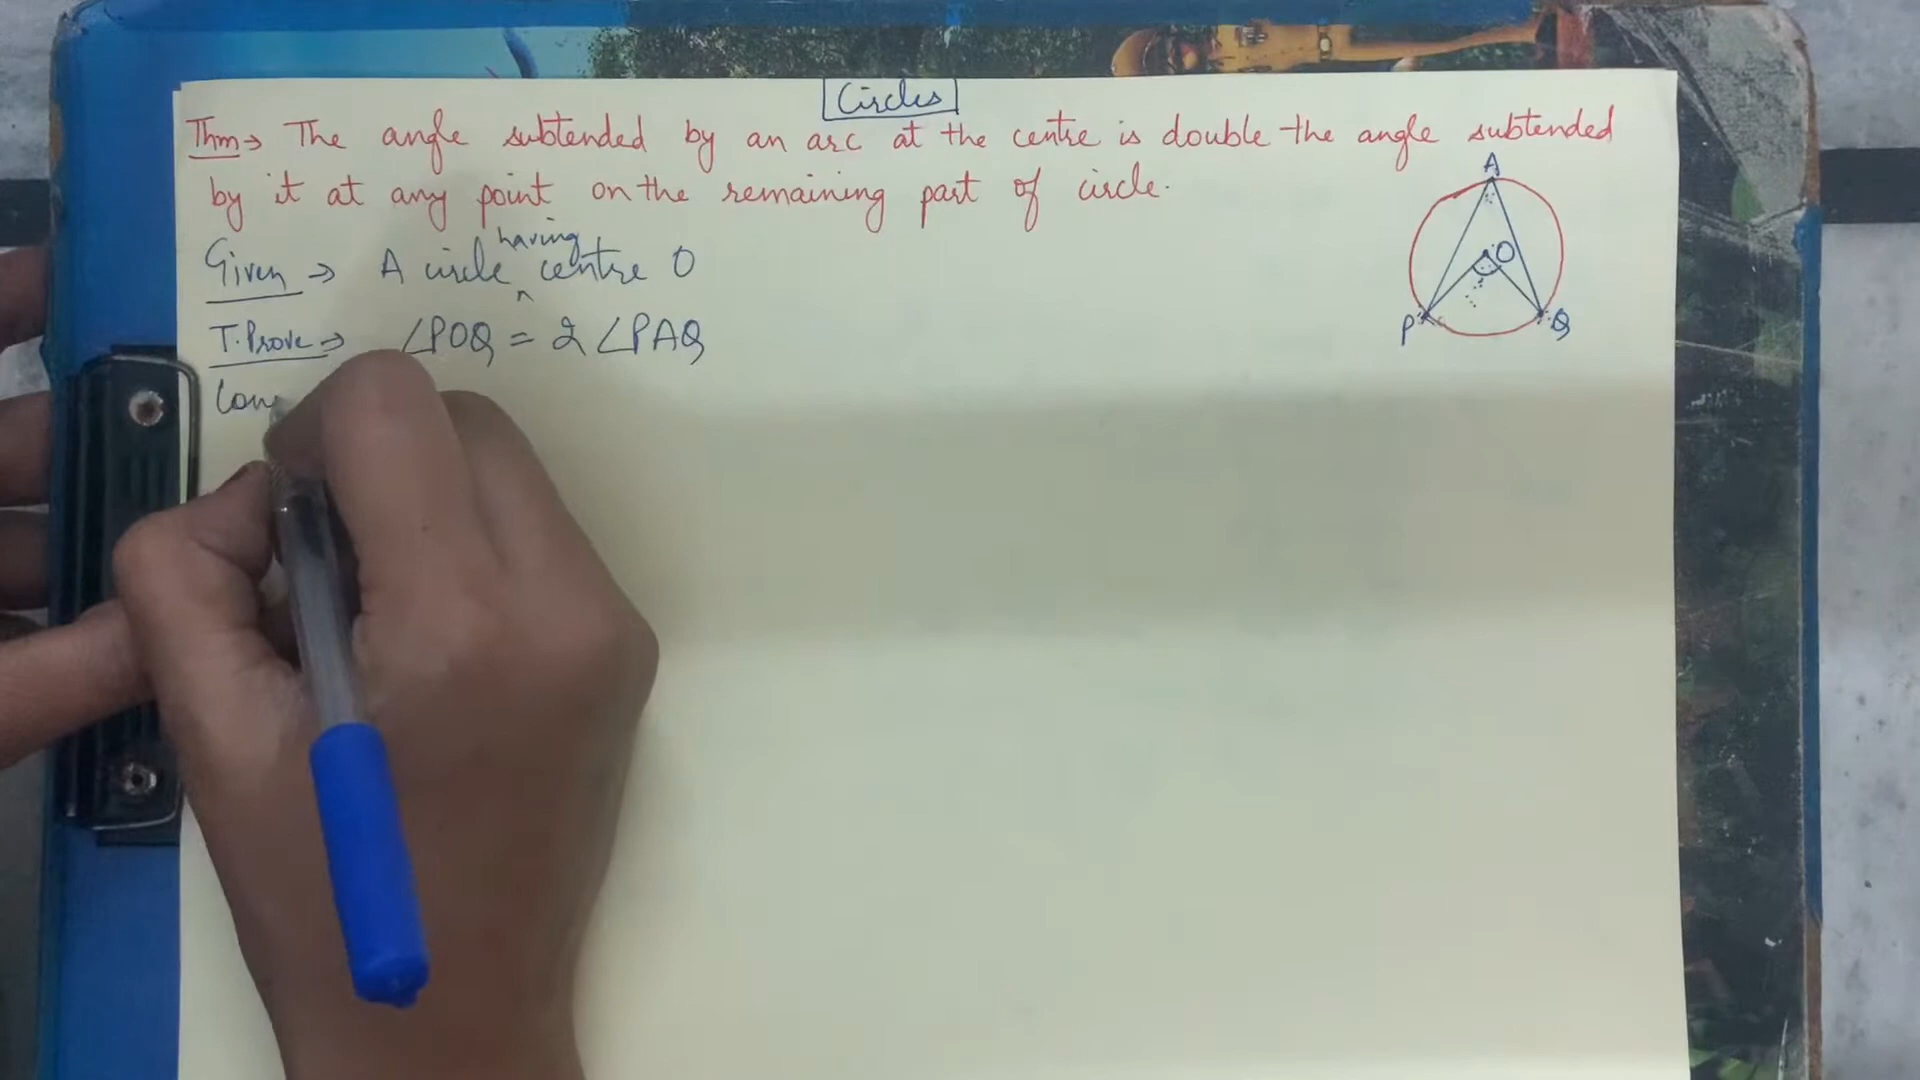 Circles
Thm→ The angle subtended by an arc at the centre is double the angle subtended
by it at any point on the remaining part of circle.
Given → A circle having centre O
T.Prove → ∠POQ = 2 ∠PAQ
Con
A
O
P
Q